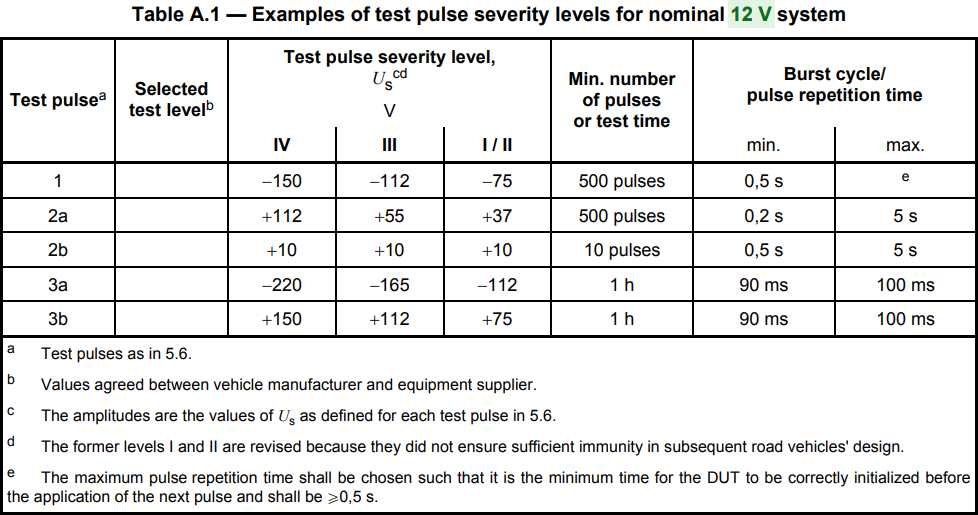 Table A.1 — Examples of test pulse severity levels for nominal 12 V system
Test pulse^a
Selected
test level^b
Test pulse severity level,
U_s^cd
V
Min. number
of pulses
or test time
Burst cycle/
pulse repetition time
IV III I / II min. max.
1 −150 −112 −75 500 pulses 0,5 s e
2a +112 +55 +37 500 pulses 0,2 s 5 s
2b +10 +10 +10 10 pulses 0,5 s 5 s
3a −220 −165 −112 1 h 90 ms 100 ms
3b +150 +112 +75 1 h 90 ms 100 ms
a Test pulses as in 5.6.
b Values agreed between vehicle manufacturer and equipment supplier.
c The amplitudes are the values of U_s as defined for each test pulse in 5.6.
d The former levels I and II are revised because they did not ensure sufficient immunity in subsequent road vehicles' design.
e The maximum pulse repetition time shall be chosen such that it is the minimum time for the DUT to be correctly initialized before
the application of the next pulse and shall be ⩾0,5 s.